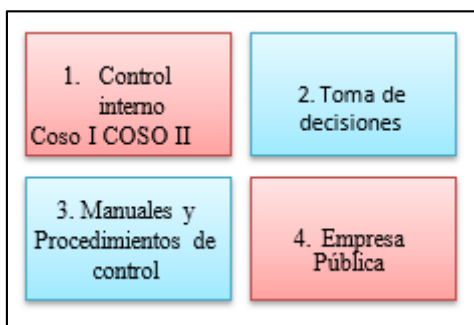 1. Control
interno
Coso I COSO II
2. Toma de
decisiones
3. Manuales y
Procedimientos de
control
4. Empresa
Pública